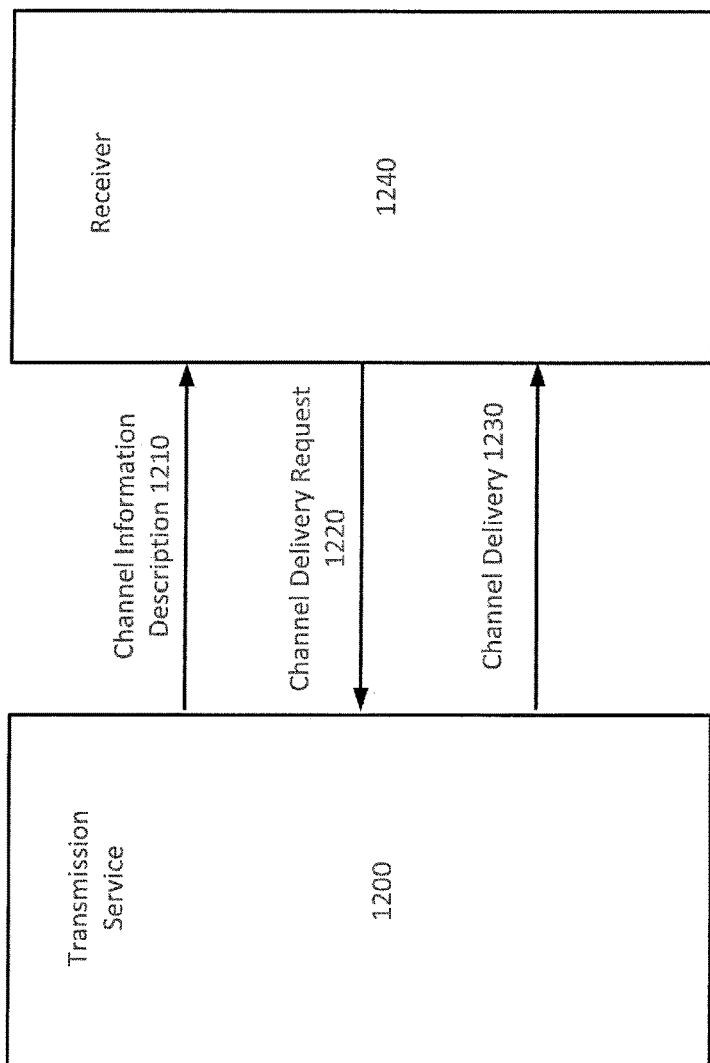 Transmission
Service
1200
Channel Information
Description 1210
Channel Delivery Request
1220
Channel Delivery 1230
Receiver
1240